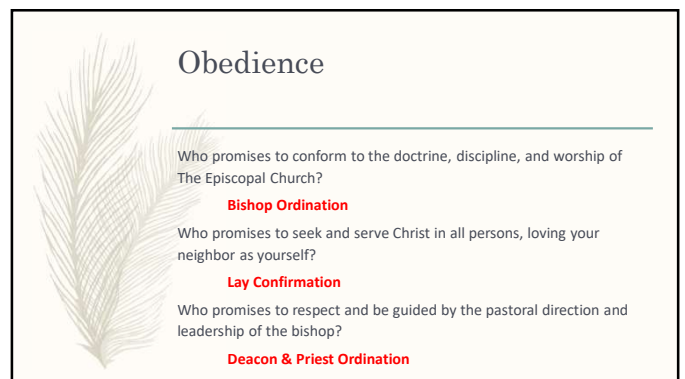 Obedience
Who promises to conform to the doctrine, discipline, and worship of
The Episcopal Church?
Bishop Ordination
Who promises to seek and serve Christ in all persons, loving your
neighbor as yourself?
Lay Confirmation
Who promises to respect and be guided by the pastoral direction and
leadership of the bishop?
Deacon & Priest Ordination